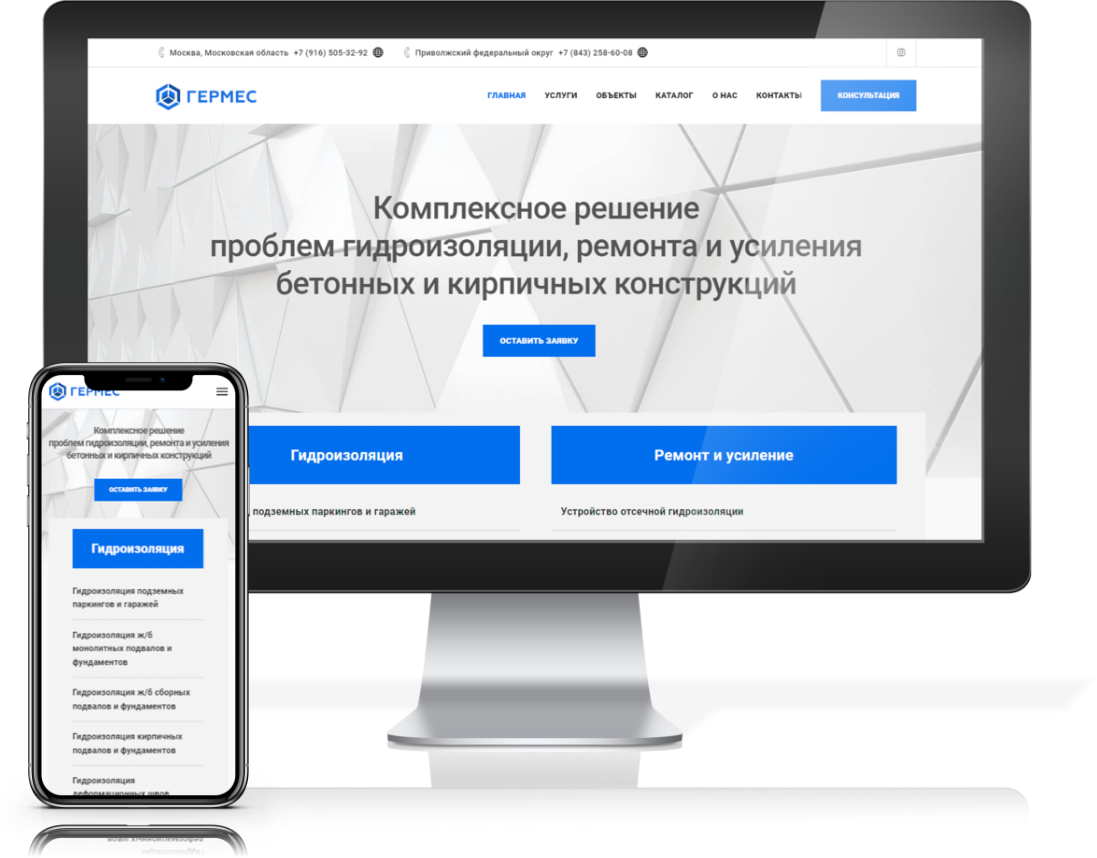 Москва, Московская область +7 (916) 505-32-92 Приволжский федеральный округ +7 (843) 258-60-08
ГЕРМЕС
ГЛАВНАЯ УСЛУГИ ОБЪЕКТЫ КАТАЛОГ О НАС КОНТАКТЫ КОНСУЛЬТАЦИЯ
Комплексное решение
проблем гидроизоляции, ремонта и усиления
бетонных и кирпичных конструкций
ОСТАВИТЬ ЗАЯВКУ
Гидроизоляция Ремонт и усиление
подземных паркингов и гаражей Устройство отсечной гидроизоляции
ГЕРМЕС
Комплексное решение
проблем гидроизоляции, ремонта и усиления
бетонных и кирпичных конструкций
ОСТАВИТЬ ЗАЯВКУ
Гидроизоляция
Гидроизоляция подземных
паркингов и гаражей
Гидроизоляция ж/б
монолитных подвалов и
фундаментов
Гидроизоляция ж/б сборных
подвалов и фундаментов
Гидроизоляция кирпичных
подвалов и фундаментов
Гидроизоляция
деформационных швов